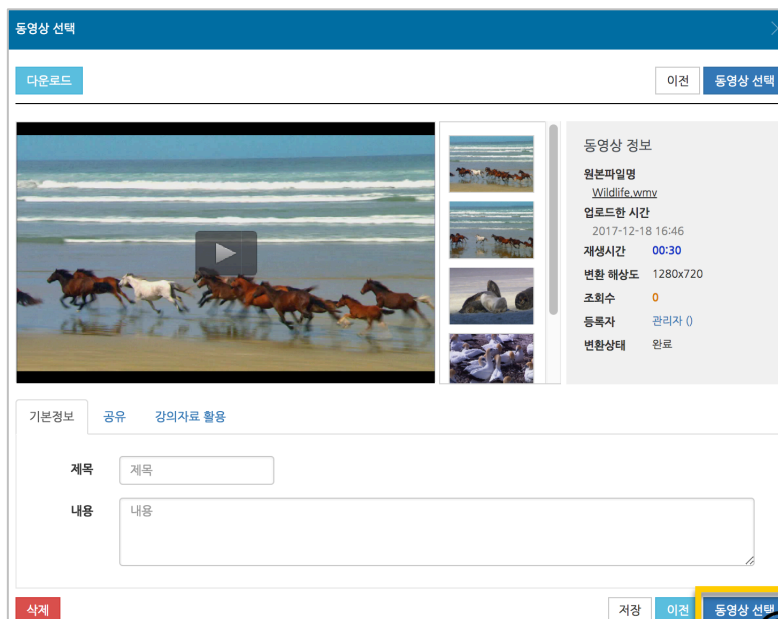 동영상 선택
다운로드
이전
동영상 선택
동영상 정보
원본파일명
Wildlife.wmv
업로드한 시간
2017-12-18 16:46
재생시간 00:30
변환 해상도 1280x720
조회수 0
등록자 관리자 ()
변환상태 완료
기본정보 공유 강의자료 활용
제목 제목
내용 내용
삭제
저장 이전 동영상 선택